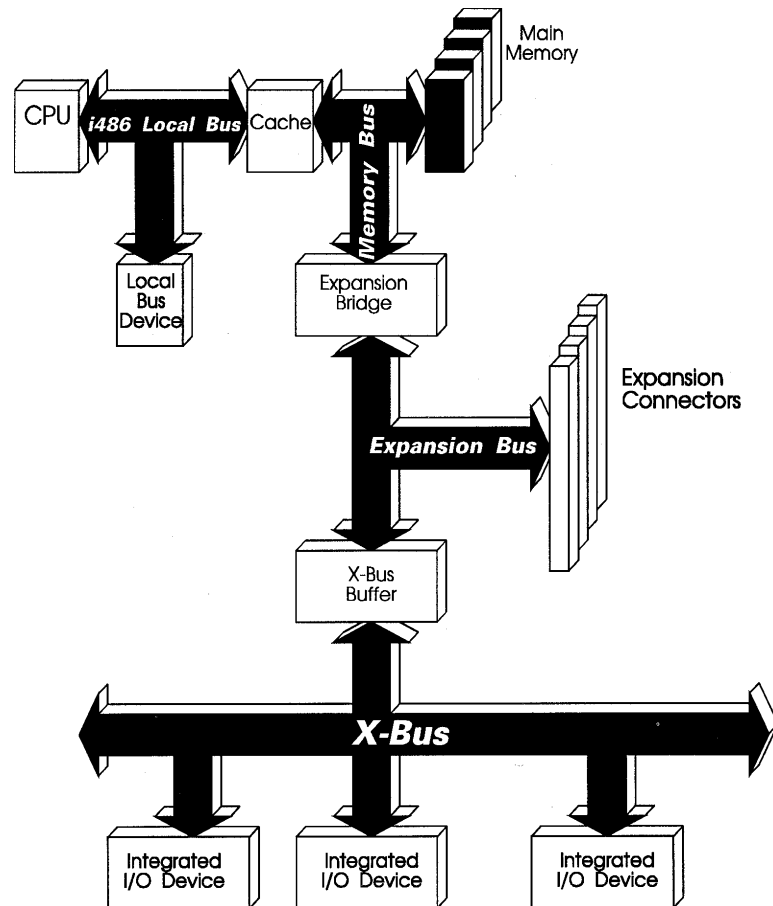 Main
Memory
CPU
i486 Local Bus
Cache
Memory Bus
Local
Bus
Device
Expansion
Bridge
Expansion
Connectors
Expansion Bus
X-Bus
Buffer
X-Bus
Integrated
I/O Device
Integrated
I/O Device
Integrated
I/O Device